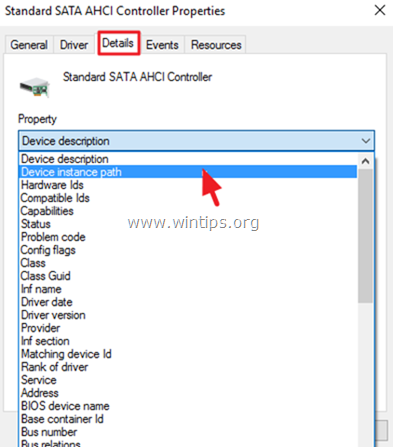 Standard SATA AHCI Controller Properties
General Driver Details Events Resources
Standard SATA AHCI Controller
Property
Device description
Device description
Device instance path
Hardware Ids
Compatible Ids
Capabilities
Status
Problem code
Config flags
Class
Class Guid
Inf name
Driver date
Driver version
Provider
Inf section
Matching device Id
Rank of driver
Service
Address
BIOS device name
Base container Id
Bus number
Bus relations
www.wintips.org